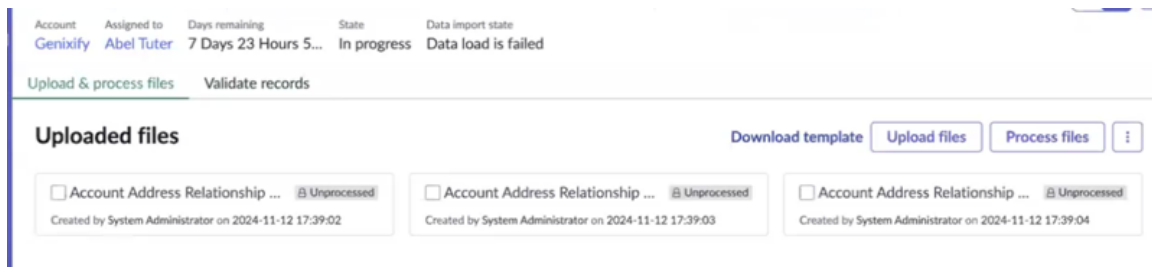 Account Assigned to Days remaining State Data import state
Genixify Abel Tuter 7 Days 23 Hours 5... In progress Data load is failed
Upload & process files Validate records
Uploaded files Download template Upload files Process files
Account Address Relationship ... Unprocessed Account Address Relationship ... Unprocessed Account Address Relationship ... Unprocessed
Created by System Administrator on 2024-11-12 17:39:02 Created by System Administrator on 2024-11-12 17:39:03 Created by System Administrator on 2024-11-12 17:39:04